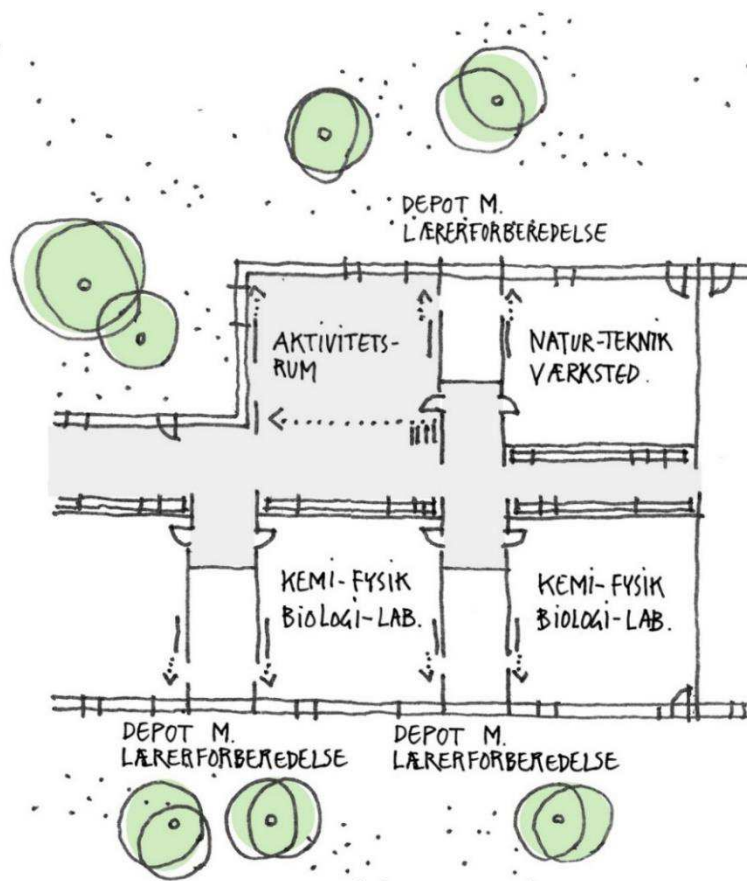 DEPOT M.
LÆRERFORBEREDELSE
AKTIVITETS-
RUM
NATUR-TEKNIK
VÆRKSTED.
KEMI-FYSIK
BIOLOGI-LAB.
KEMI-FYSIK
BIOLOGI-LAB.
DEPOT M.
LÆRERFORBEREDELSE
DEPOT M.
LÆRERFORBEREDELSE